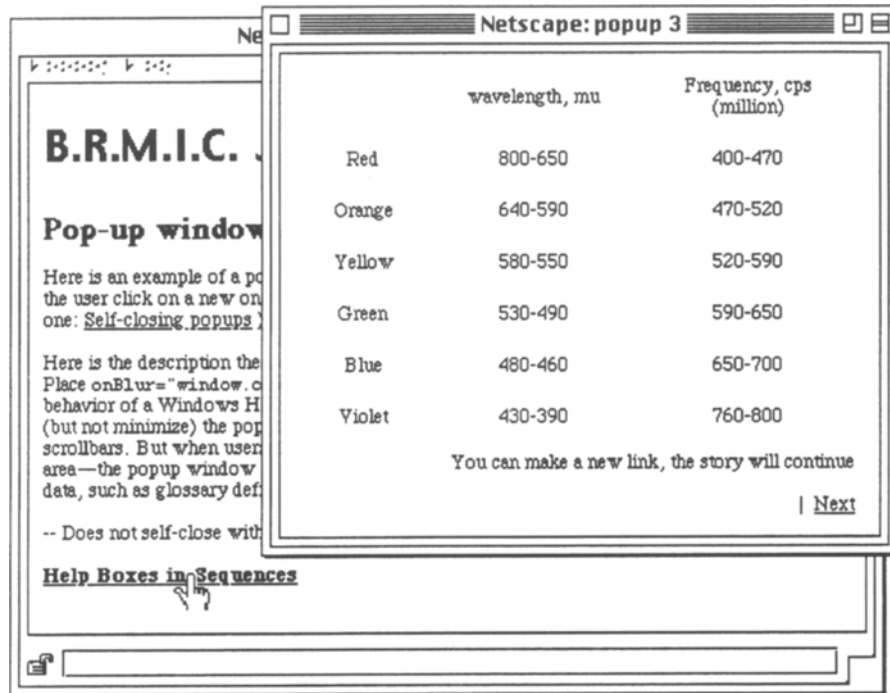 Ne
B.R.M.I.C.
Pop-up window
Here is an example of a po
the user click on a new on
one: Self-closing popups
Here is the description the
Place onBlur="window.c
behavior of a Windows H
(but not minimize) the pop
scrollbars. But when user
area—the popup window
data, such as glossary def
-- Does not self-close with
Help Boxes in Sequences
Netscape: popup 3
wavelength, mu Frequency, cps
(million)
Red 800-650 400-470
Orange 640-590 470-520
Yellow 580-550 520-590
Green 530-490 590-650
Blue 480-460 650-700
Violet 430-390 760-800
You can make a new link, the story will continue
| Next